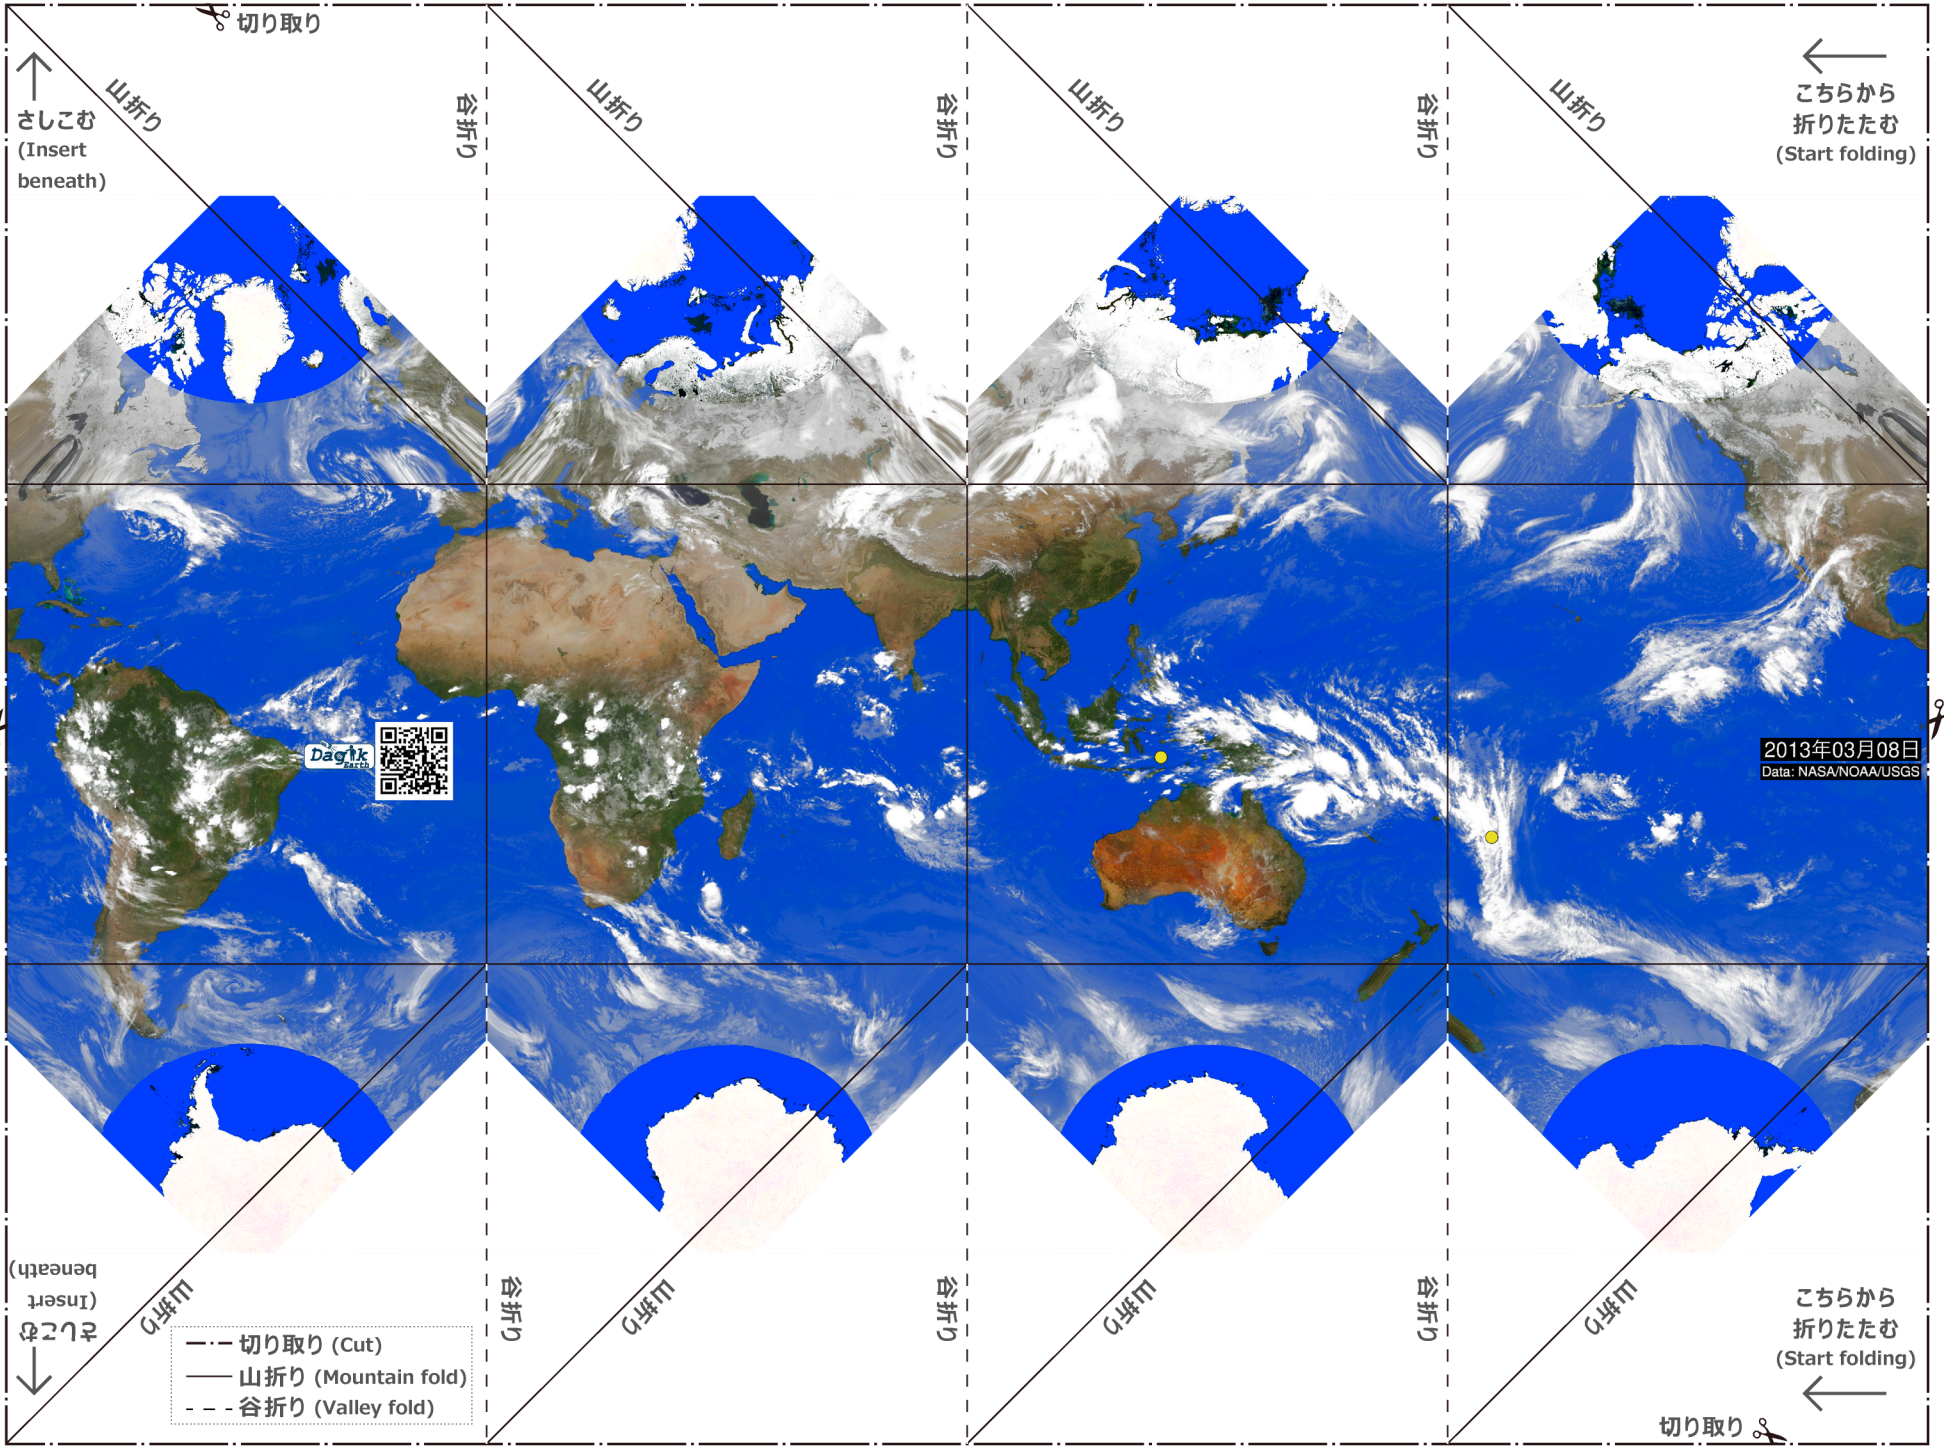 切り取り
さしこむ
(Insert
beneath)
山折り
谷折り
山折り
谷折り
山折り
谷折り
山折り
こちらから
折りたたむ
(Start folding)
Dagik
Earth
2013年03月08日
Data: NASA/NOAA/USGS
さしこむ
(Insert
beneath)
山折り
谷折り
山折り
谷折り
山折り
谷折り
山折り
こちらから
折りたたむ
(Start folding)
切り取り (Cut)
山折り (Mountain fold)
谷折り (Valley fold)
切り取り